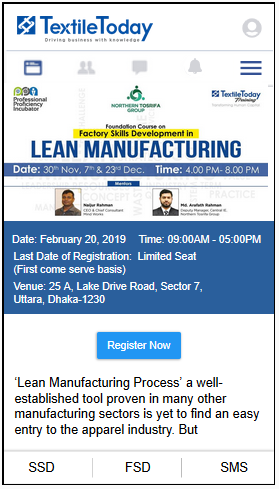 TextileToday
Driving business with knowledge
ppi
Professional
Proficiency
Incubator
NORTHERN TOSRIFA
GROUP
TextileToday
Training
Foundation Course on
Factory Skills Development in
LEAN MANUFACTURING
Date: 30th Nov, 7th & 23rd Dec. Time: 4.00 PM- 8.00 PM
Mentors
Naijur Rahman
CEO & Chief Consultant
Mind Works
Md. Arafath Rahman
Deputy Manager, Central IE,
Northern Tosrifa Group
Date: February 20, 2019 Time: 09:00AM - 05:00PM
Last Date of Registration: Limited Seat
(First come serve basis)
Venue: 25 A, Lake Drive Road, Sector 7,
Uttara, Dhaka-1230
Register Now
‘Lean Manufacturing Process’ a well-
established tool proven in many other
manufacturing sectors is yet to find an easy
entry to the apparel industry. But
SSD FSD SMS